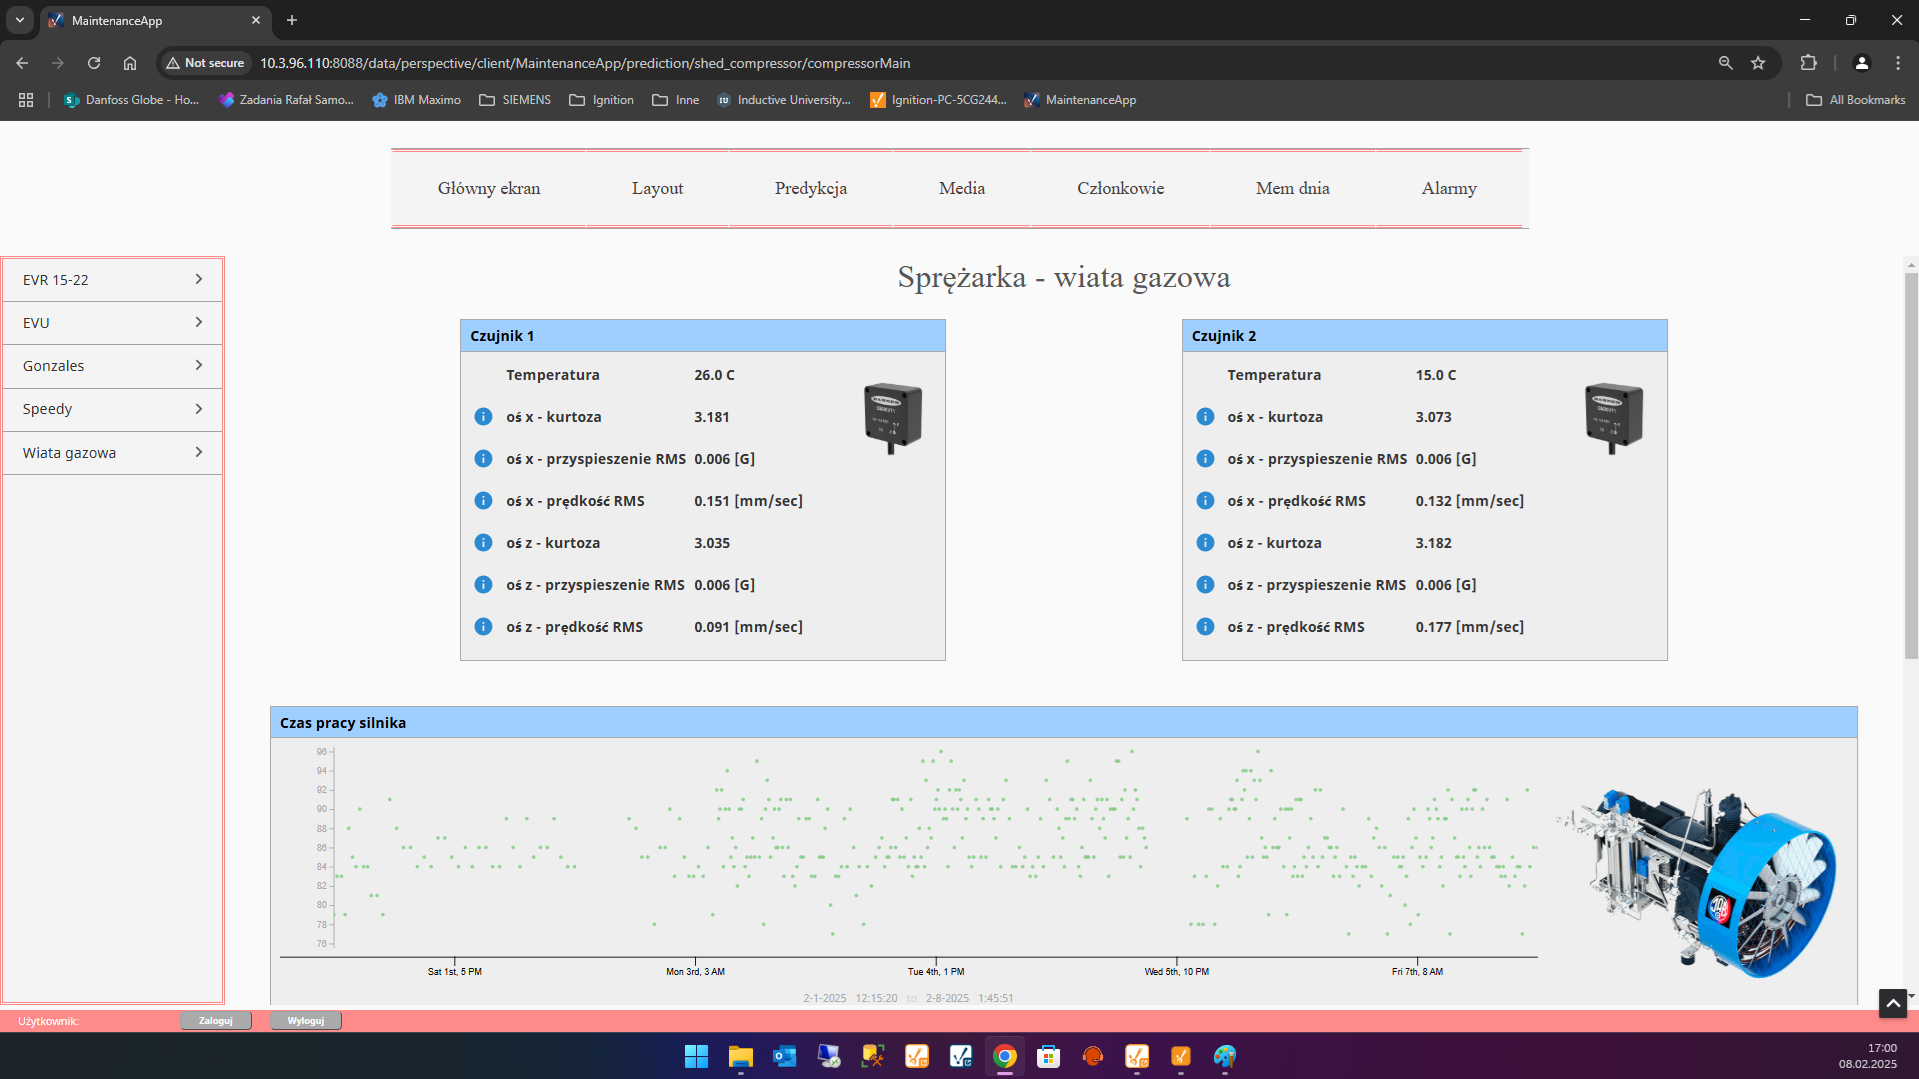 MaintenanceApp
Not secure
10.3.96.110:8088/data/perspective/client/MaintenanceApp/prediction/shed_compressor/compressorMain
Danfoss Globe - Ho...
Zadania Rafał Samo...
IBM Maximo
SIEMENS
Ignition
Inne
Inductive University...
Ignition-PC-5CG244...
MaintenanceApp
All Bookmarks
Główny ekran
Layout
Predykcja
Media
Członkowie
Mem dnia
Alarmy
EVR 15-22
EVU
Gonzales
Speedy
Wiata gazowa
Sprężarka - wiata gazowa
Czujnik 1
Temperatura 26.0 C
oś x - kurtoza 3.181
oś x - przyspieszenie RMS 0.006 [G]
oś x - prędkość RMS 0.151 [mm/sec]
oś z - kurtoza 3.035
oś z - przyspieszenie RMS 0.006 [G]
oś z - prędkość RMS 0.091 [mm/sec]
Czujnik 2
Temperatura 15.0 C
oś x - kurtoza 3.073
oś x - przyspieszenie RMS 0.006 [G]
oś x - prędkość RMS 0.132 [mm/sec]
oś z - kurtoza 3.182
oś z - przyspieszenie RMS 0.006 [G]
oś z - prędkość RMS 0.177 [mm/sec]
Czas pracy silnika
96
94
92
90
88
86
84
82
80
78
76
Sat 1st, 5 PM
Mon 3rd, 3 AM
Tue 4th, 1 PM
Wed 5th, 10 PM
Fri 7th, 8 AM
2-1-2025 12:15:20 to 2-8-2025 1:45:51
Użytkownik:
Zaloguj
Wyloguj
17:00
08.02.2025